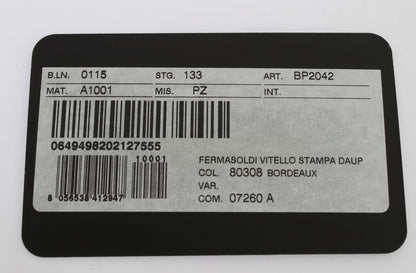 B.LN. 0115 STG. 133 ART. BP2042
MAT. A1001 MIS. PZ INT.
0649498202127555
10001
FERMASOLDI VITELLO STAMPA DAUP
COL. 80308 BORDEAUX
VAR.
COM. 07260 A
8 056538 412947